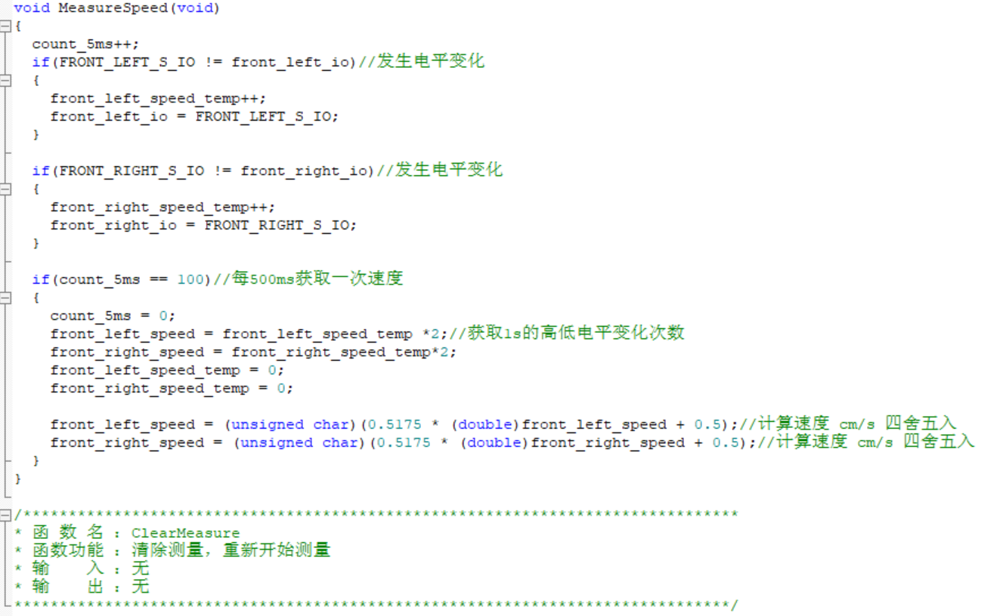 void MeasureSpeed(void)
{
count_5ms++;
if(FRONT_LEFT_S_IO != front_left_io)//发生电平变化
{
front_left_speed_temp++;
front_left_io = FRONT_LEFT_S_IO;
}
if(FRONT_RIGHT_S_IO != front_right_io)//发生电平变化
{
front_right_speed_temp++;
front_right_io = FRONT_RIGHT_S_IO;
}
if(count_5ms == 100)//每500ms获取一次速度
{
count_5ms = 0;
front_left_speed = front_left_speed_temp *2;//获取1s的高低电平变化次数
front_right_speed = front_right_speed_temp*2;
front_left_speed_temp = 0;
front_right_speed_temp = 0;
front_left_speed = (unsigned char)(0.5175 * (double)front_left_speed + 0.5);//计算速度 cm/s 四舍五入
front_right_speed = (unsigned char)(0.5175 * (double)front_right_speed + 0.5);//计算速度 cm/s 四舍五入
}
}
/*******************************************************************************
* 函 数 名 : ClearMeasure
* 函数功能 : 清除测量, 重新开始测量
* 输    入 : 无
* 输    出 : 无
*******************************************************************************/